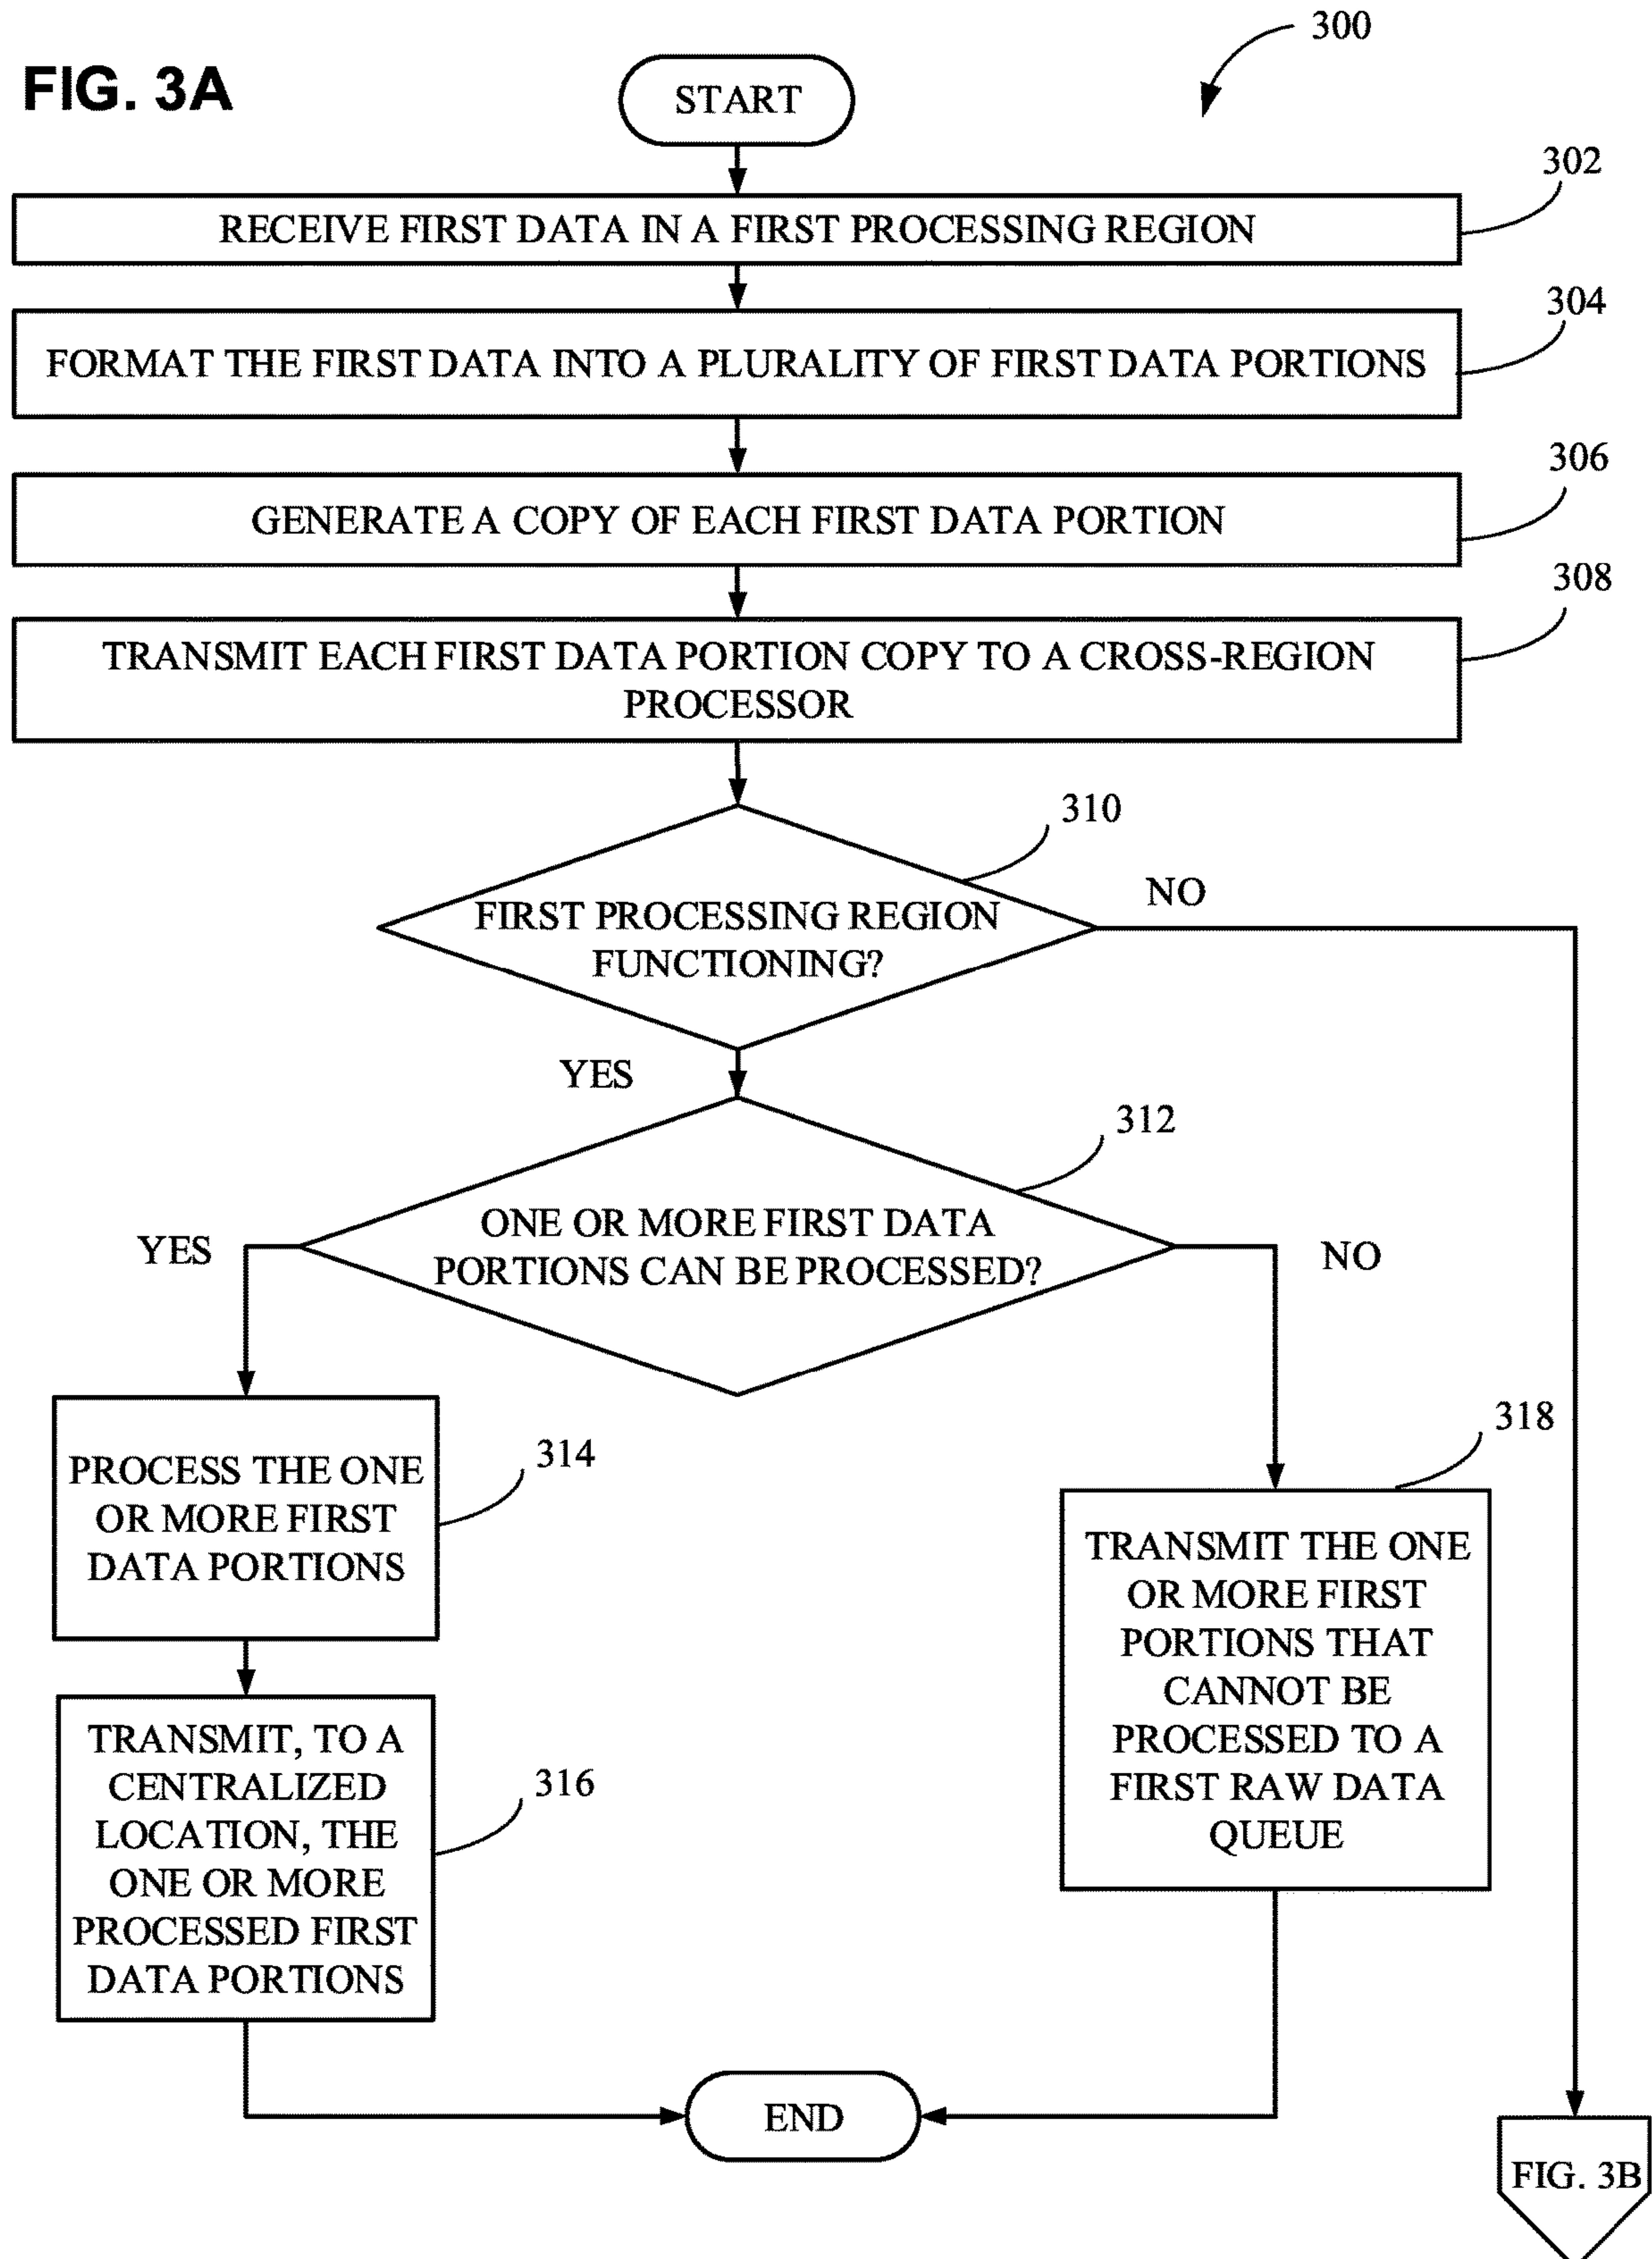 FIG. 3A
300
START
302
RECEIVE FIRST DATA IN A FIRST PROCESSING REGION
304
FORMAT THE FIRST DATA INTO A PLURALITY OF FIRST DATA PORTIONS
306
GENERATE A COPY OF EACH FIRST DATA PORTION
308
TRANSMIT EACH FIRST DATA PORTION COPY TO A CROSS-REGION
PROCESSOR
310
FIRST PROCESSING REGION
FUNCTIONING?
NO
YES
312
ONE OR MORE FIRST DATA
PORTIONS CAN BE PROCESSED?
YES
NO
314
PROCESS THE ONE
OR MORE FIRST
DATA PORTIONS
316
TRANSMIT, TO A
CENTRALIZED
LOCATION, THE
ONE OR MORE
PROCESSED FIRST
DATA PORTIONS
318
TRANSMIT THE ONE
OR MORE FIRST
PORTIONS THAT
CANNOT BE
PROCESSED TO A
FIRST RAW DATA
QUEUE
END
FIG. 3B